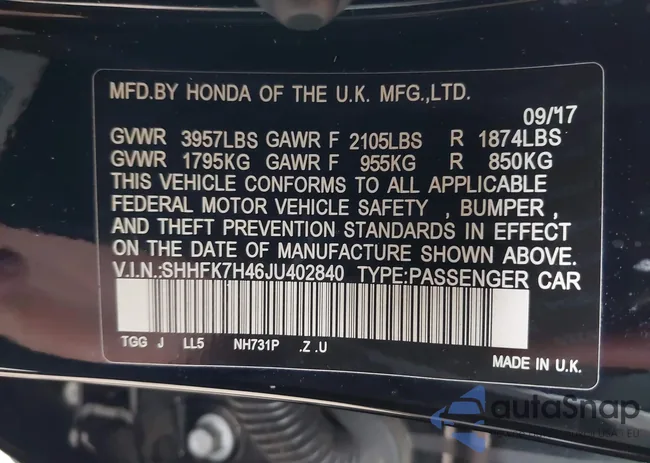 MFD.BY HONDA OF THE U.K. MFG.,LTD.
09/17
GVWR 3957LBS GAWR F 2105LBS R 1874LBS
GVWR 1795KG GAWR F 955KG R 850KG
THIS VEHICLE CONFORMS TO ALL APPLICABLE
FEDERAL MOTOR VEHICLE SAFETY , BUMPER ,
AND THEFT PREVENTION STANDARDS IN EFFECT
ON THE DATE OF MANUFACTURE SHOWN ABOVE.
V.I.N.:SHHFK7H46JU402840 TYPE:PASSENGER CAR
TGG J LL5 NH731P .Z .U
MADE IN U.K.
autoSnap